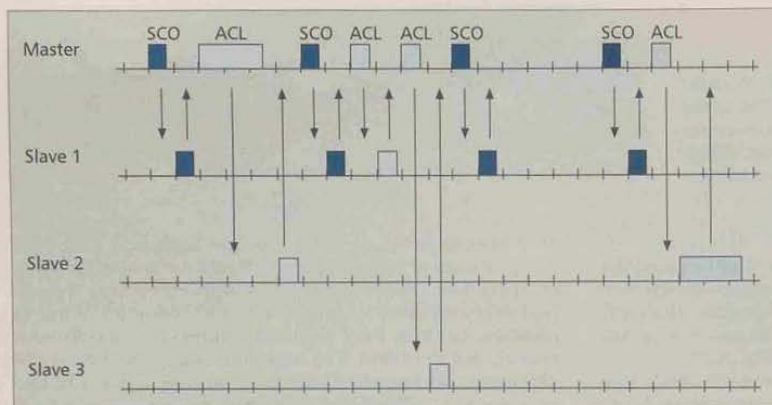 SCO ACL SCO ACL ACL SCO SCO ACL
Master
Slave 1
Slave 2
Slave 3